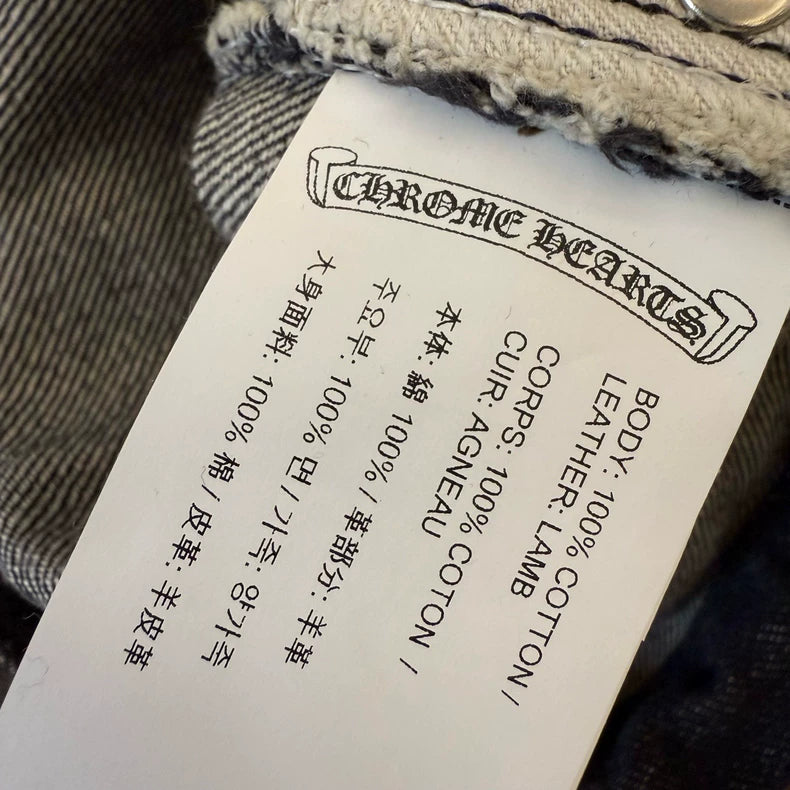 CHROME HEARTS
BODY: 100% COTTON /
LEATHER: LAMB
CORPS: 100% COTON /
CUIR: AGNEAU
本体: 綿 100% / 革部分: 羊革
주요부: 100% 면 / 가죽: 양가죽
大身面料: 100% 棉 / 皮革: 羊皮革